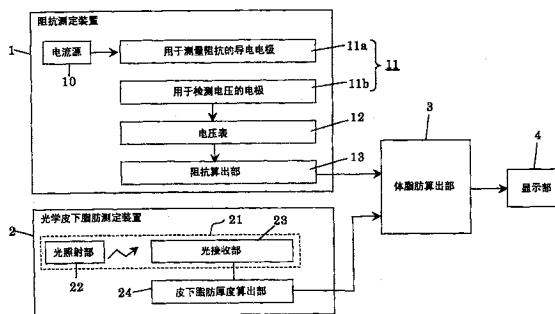 阻抗测定装置
1
电流源
10
用于测量阻抗的导电电极
11a
11
用于检测电压的电极
11b
电压表
12
阻抗算出部
13
3
体脂肪算出部
4
显示部
光学皮下脂肪测定装置
2
21
23
光照射部
22
光接收部
24
皮下脂肪厚度算出部